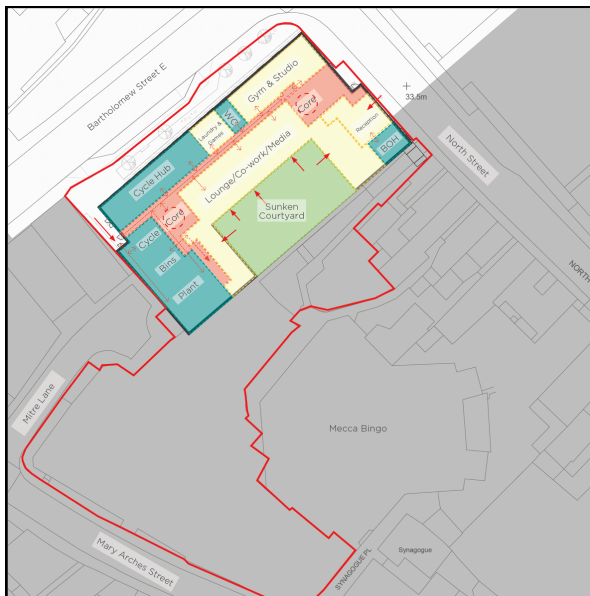 Bartholomew Street E
Gym & Studio
Core
33.5m
WC
Laundry &
Games
Reception
BOH
North Street
Lounge/Co-work/Media
Cycle Hub
Sunken
Courtyard
Core
Cycle
Bins
Plant
NORTH
Mitre Lane
Mecca Bingo
Mary Arches Street
SYNAGOGUE PL
Synagogue